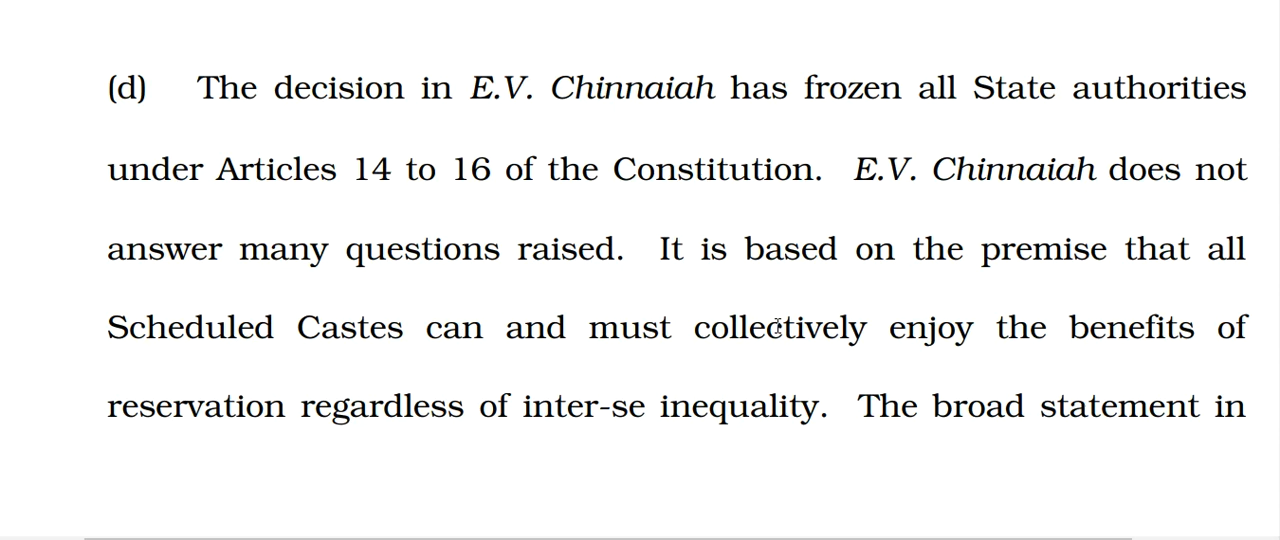 (d) The decision in E.V. Chinnaiah has frozen all State authorities
under Articles 14 to 16 of the Constitution. E.V. Chinnaiah does not
answer many questions raised. It is based on the premise that all
Scheduled Castes can and must collectively enjoy the benefits of
reservation regardless of inter-se inequality. The broad statement in